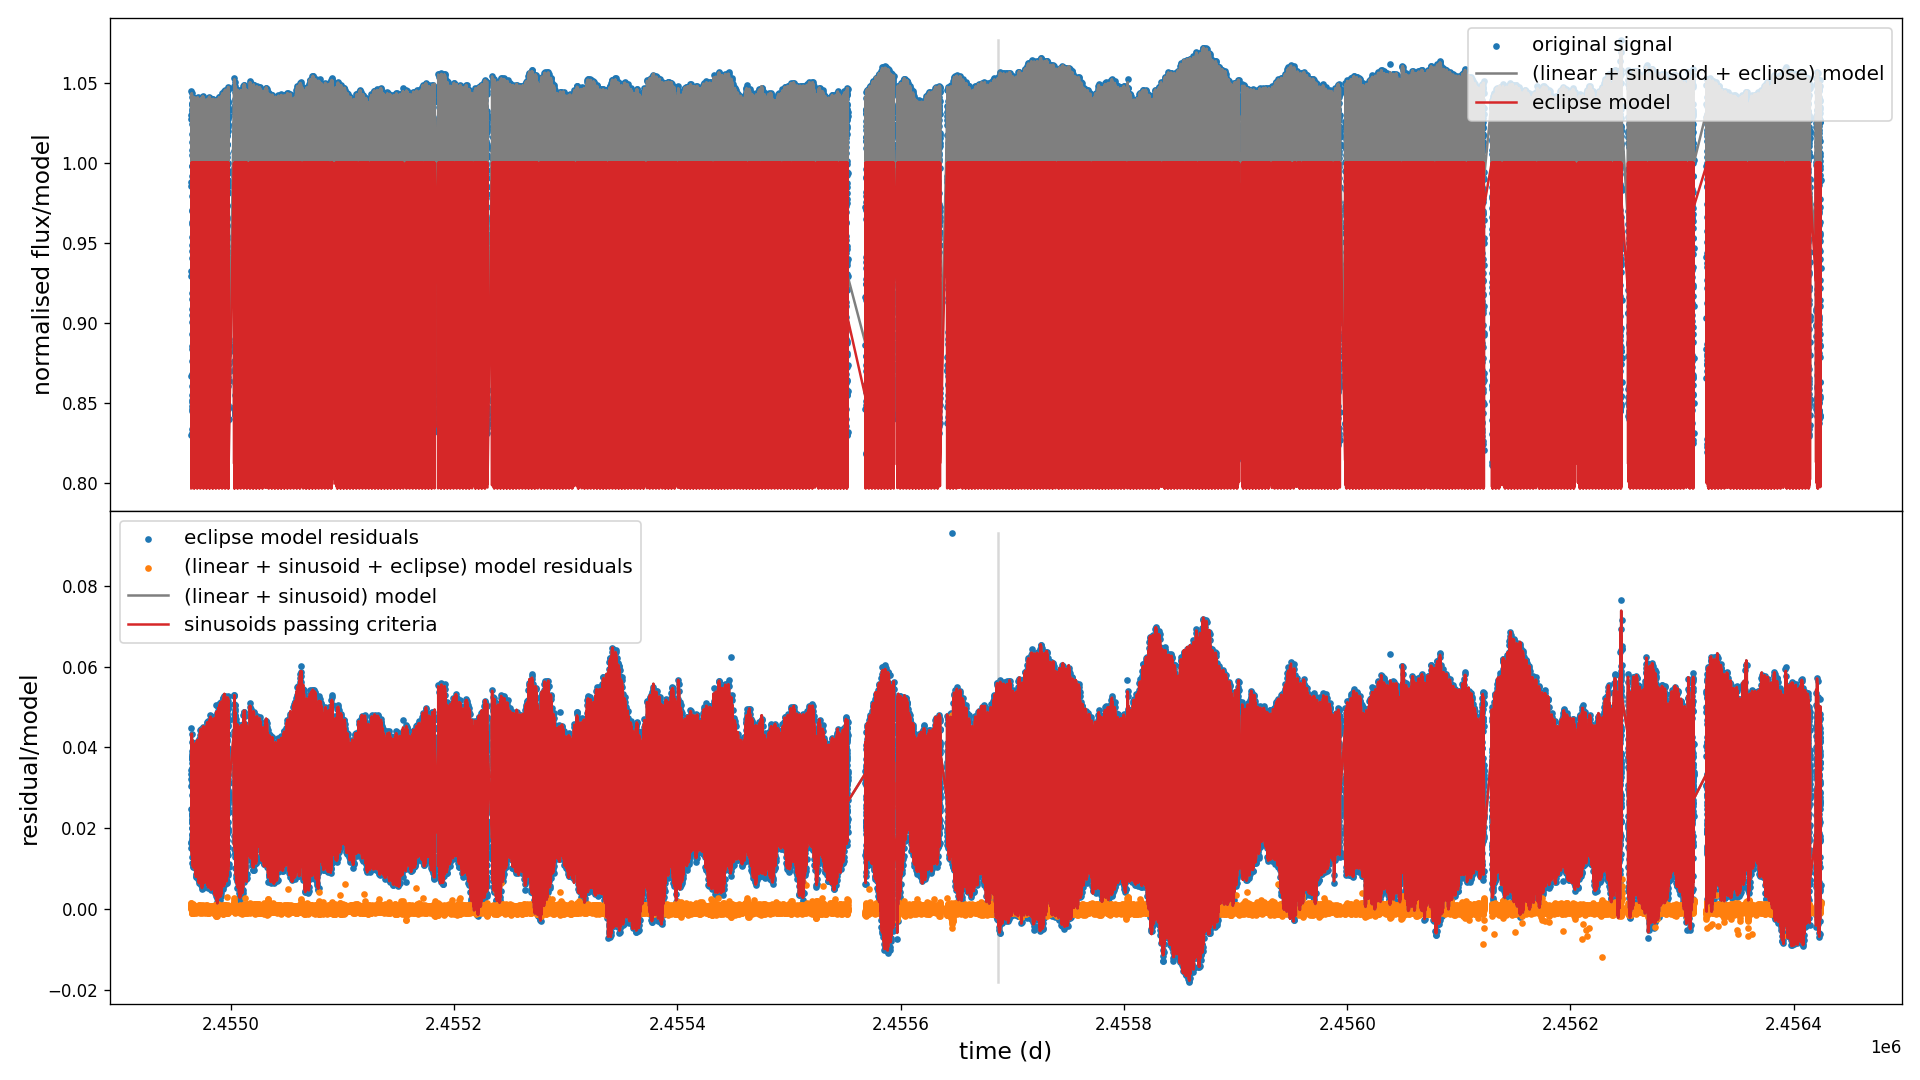 original signal
(linear + sinusoid + eclipse) model
eclipse model
normalised flux/model
1.05
1.00
0.95
0.90
0.85
0.80
eclipse model residuals
(linear + sinusoid + eclipse) model residuals
(linear + sinusoid) model
sinusoids passing criteria
residual/model
0.08
0.06
0.04
0.02
0.00
−0.02
2.4550
2.4552
2.4554
2.4556
2.4558
2.4560
2.4562
2.4564
1e6
time (d)